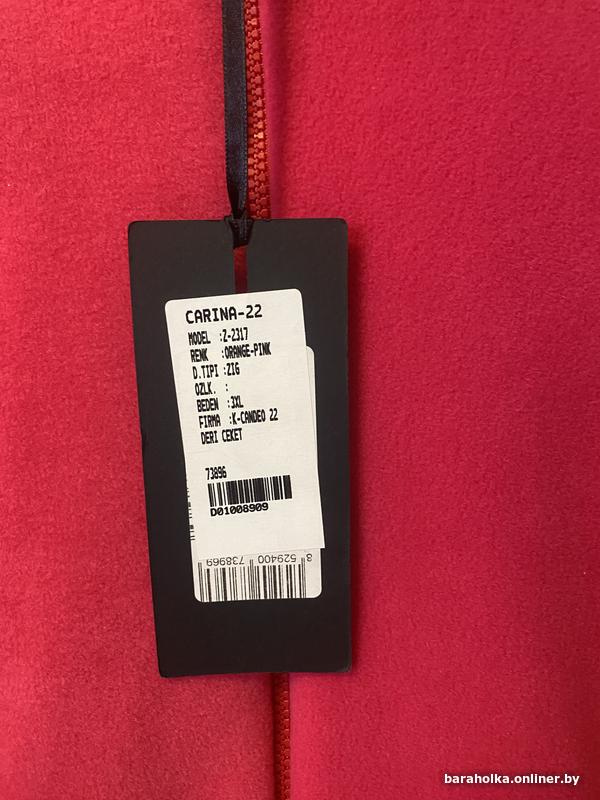 CARINA-22
MODEL :Z-2317
RENK :ORANGE-PINK
D.TIPI :ZIG
OZLK. :
BEDEN :3XL
FIRMA :K-CANDEO 22
DERI CEKET
73896
D01008909
8 529400 738969
baraholka.onliner.by